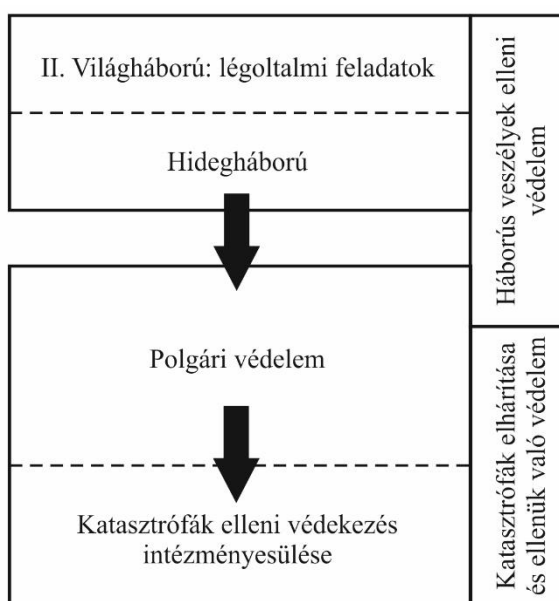 II. Világháború: légoltalmi feladatok
Hidegháború
Háborús veszélyek elleni
védelem
Polgári védelem
Katasztrófák elleni védekezés
intézményesülése
Katasztrófák elhárítása
és ellenük való védelem